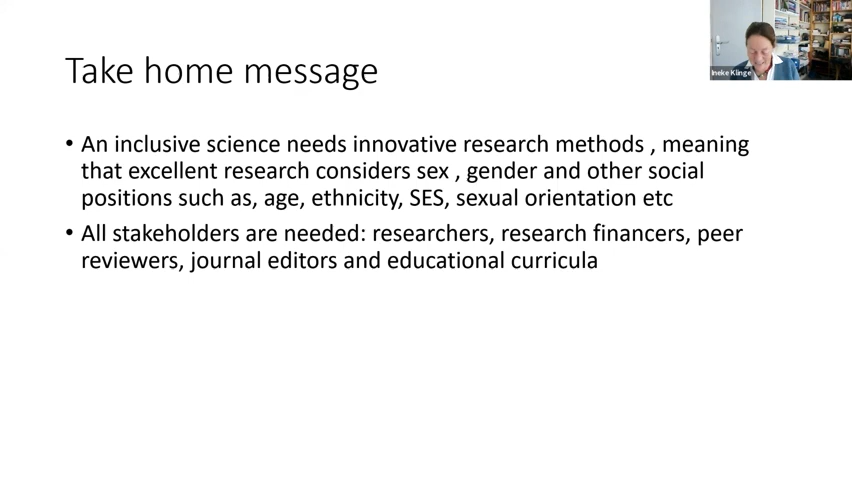 Take home message
Ineke Klinge
• An inclusive science needs innovative research methods , meaning
that excellent research considers sex , gender and other social
positions such as, age, ethnicity, SES, sexual orientation etc
• All stakeholders are needed: researchers, research financers, peer
reviewers, journal editors and educational curricula